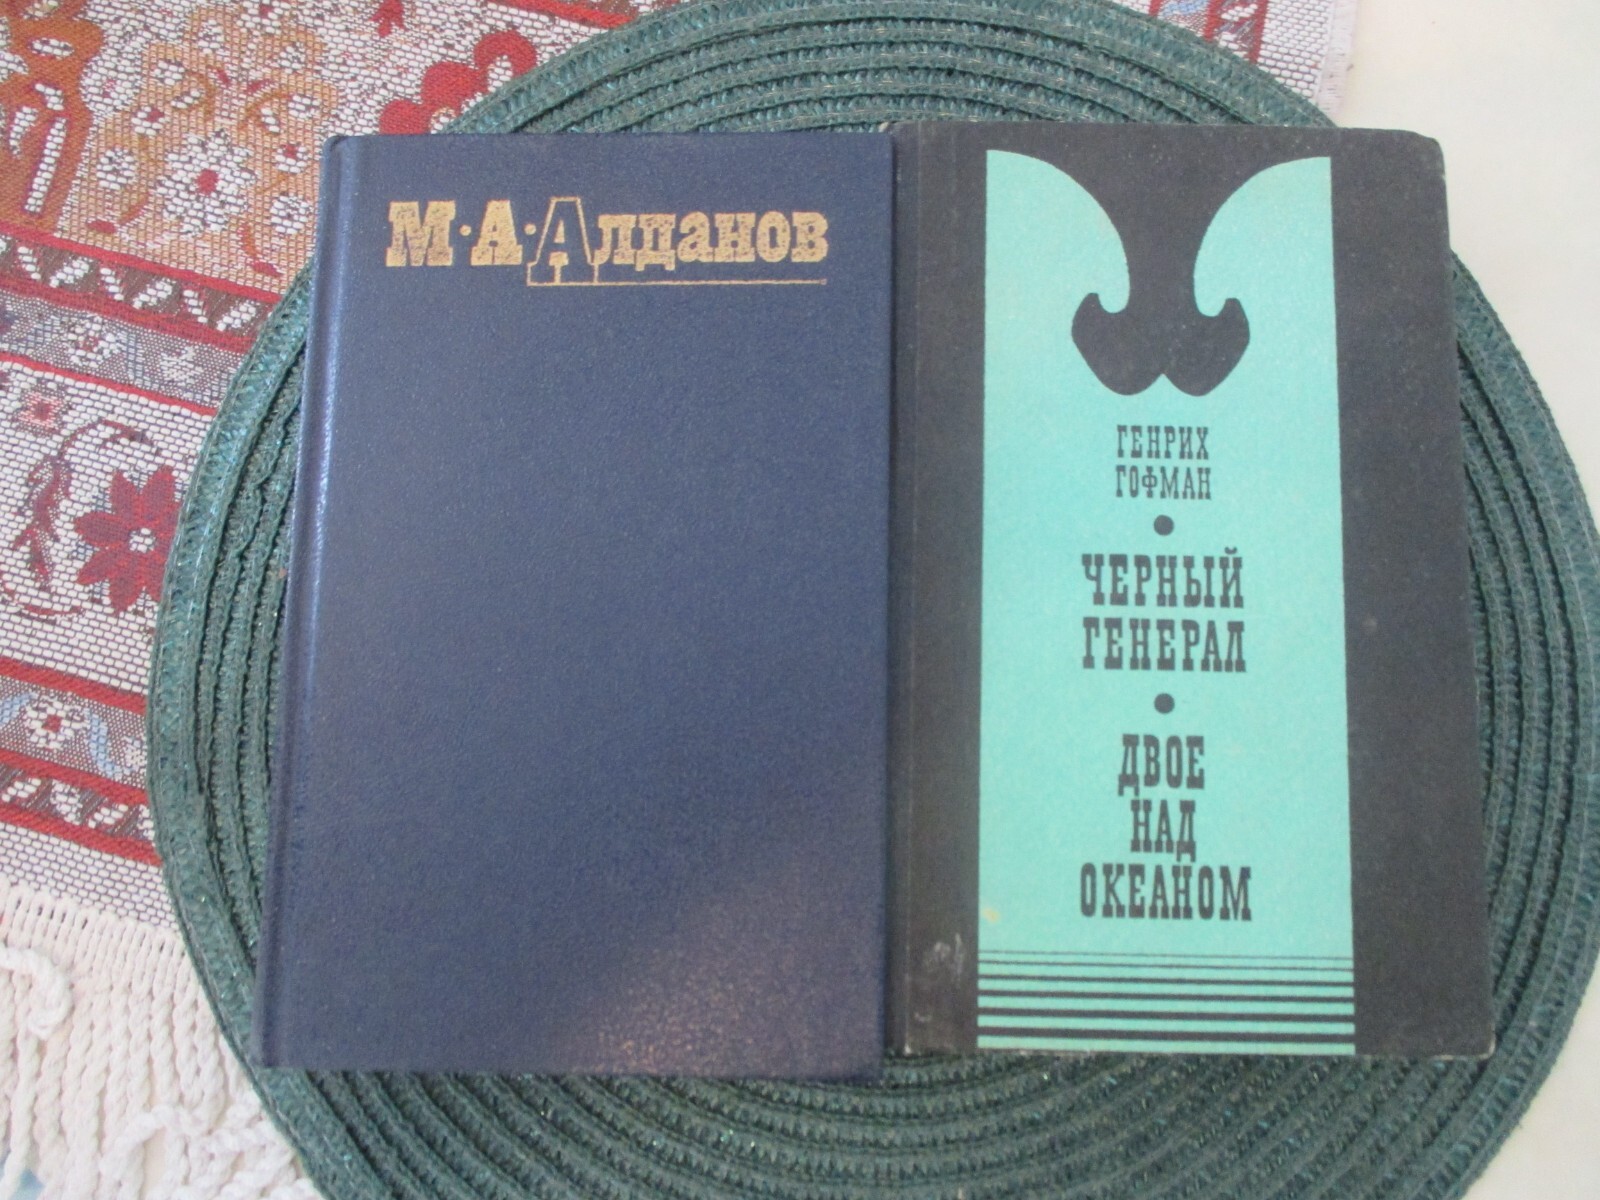 М·А·Алданов
ГЕНРИХ
ГОФМАН
ЧЕРНЫЙ
ГЕНЕРАЛ
ДВОЕ
НАД
ОКЕАНОМ